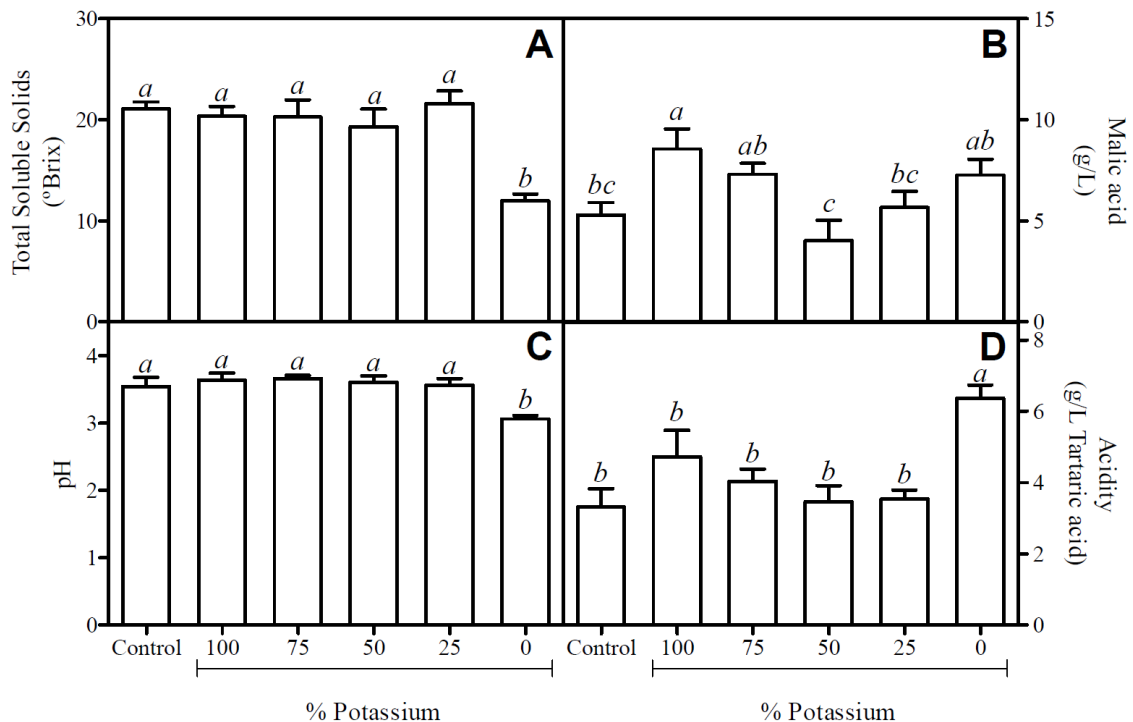 30
20
10
0
Total Soluble Solids
(ºBrix)
A
a
a
a
a
a
b
15
10
5
0
Malic acid
(g/L)
B
bc
a
ab
c
bc
ab
4
3
2
1
0
pH
C
a
a
a
a
a
b
8
6
4
2
0
Acidity
(g/L Tartaric acid)
D
b
b
b
b
b
a
Control 100 75 50 25 0
% Potassium
Control 100 75 50 25 0
% Potassium